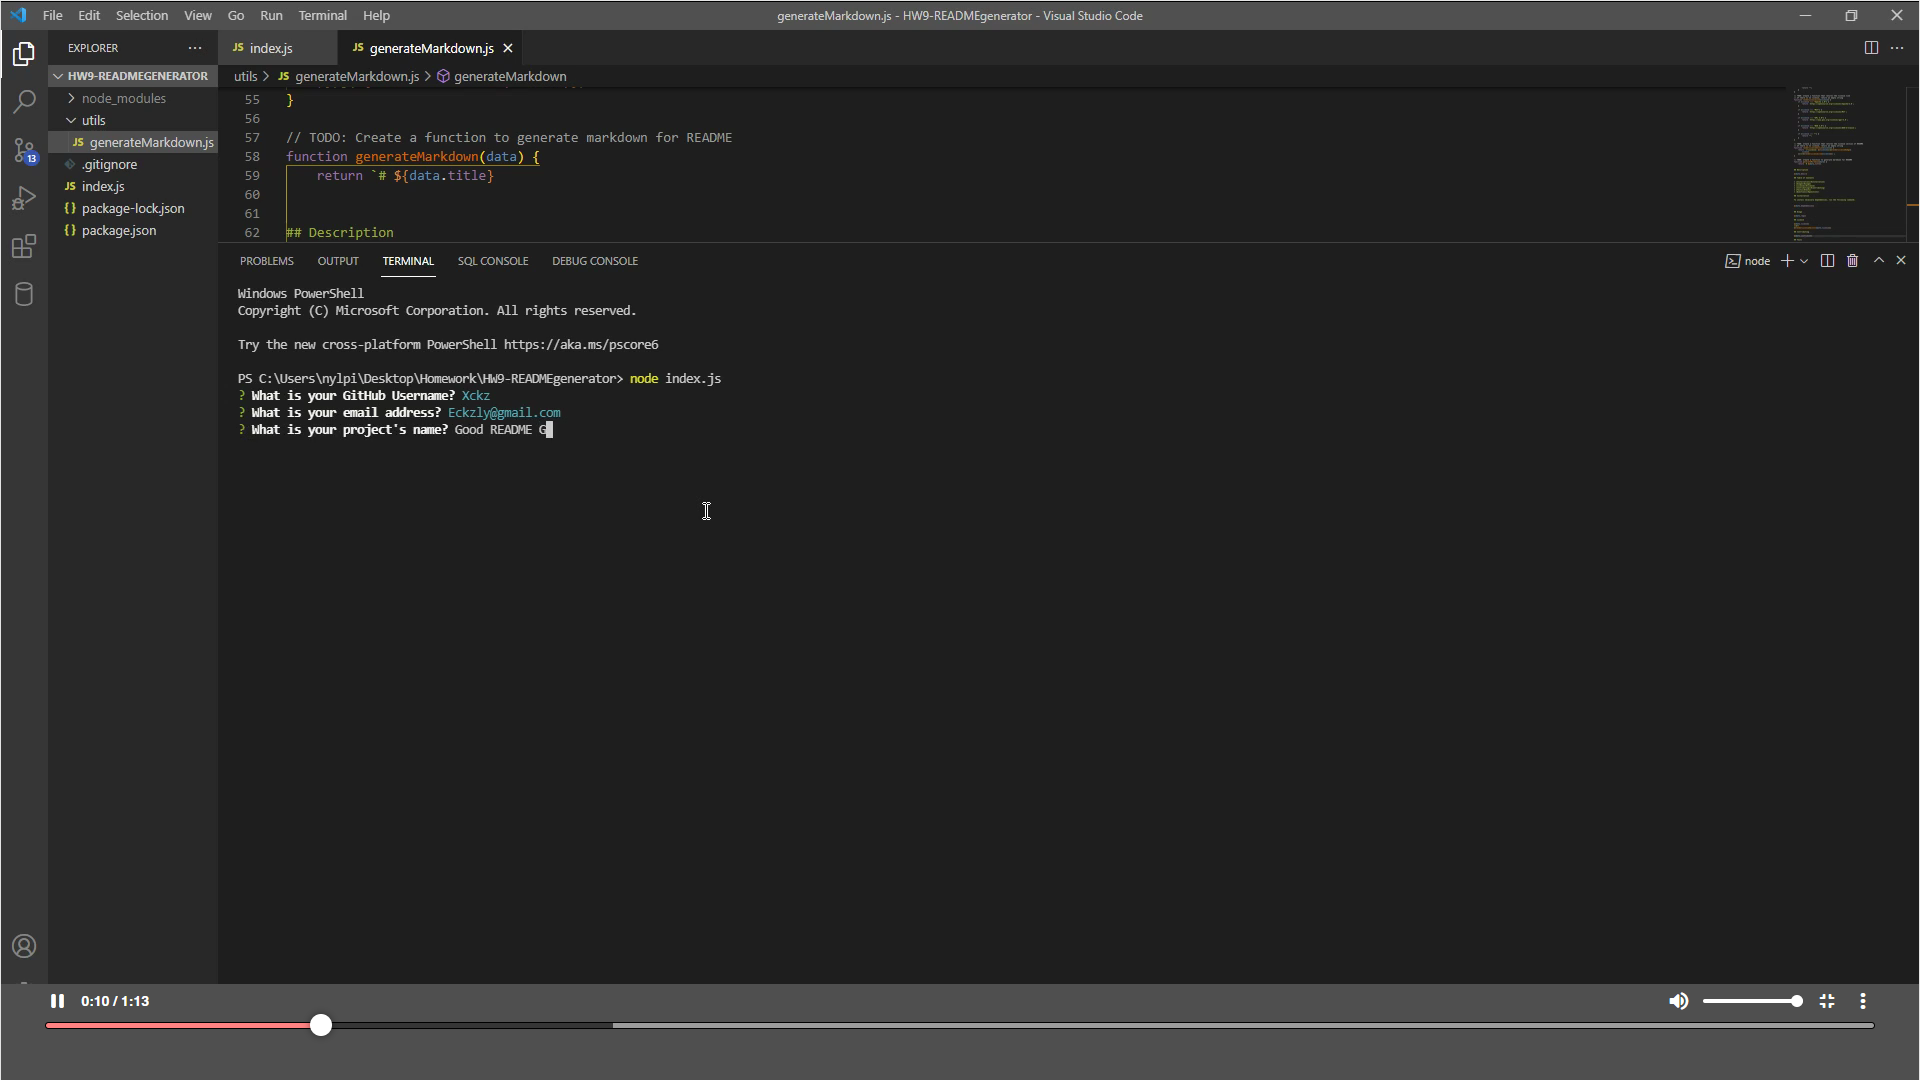 File Edit Selection View Go Run Terminal Help
generateMarkdown.js - HW9-READMEgenerator - Visual Studio Code
EXPLORER
HW9-READMEGENERATOR
node_modules
utils
JS generateMarkdown.js
.gitignore
JS index.js
{} package-lock.json
{} package.json
13
JS index.js
JS generateMarkdown.js
utils > JS generateMarkdown.js > generateMarkdown
55 }
56
57 // TODO: Create a function to generate markdown for README
58 function generateMarkdown(data) {
59 return `# ${data.title}
60
61
62 ## Description
PROBLEMS OUTPUT TERMINAL SQL CONSOLE DEBUG CONSOLE
node
Windows PowerShell
Copyright (C) Microsoft Corporation. All rights reserved.
Try the new cross-platform PowerShell https://aka.ms/pscore6
PS C:\Users\nylpi\Desktop\Homework\HW9-READMEgenerator> node index.js
? What is your GitHub Username? Xckz
? What is your email address? Eckzly@gmail.com
? What is your project's name? Good README G
0:10 / 1:13